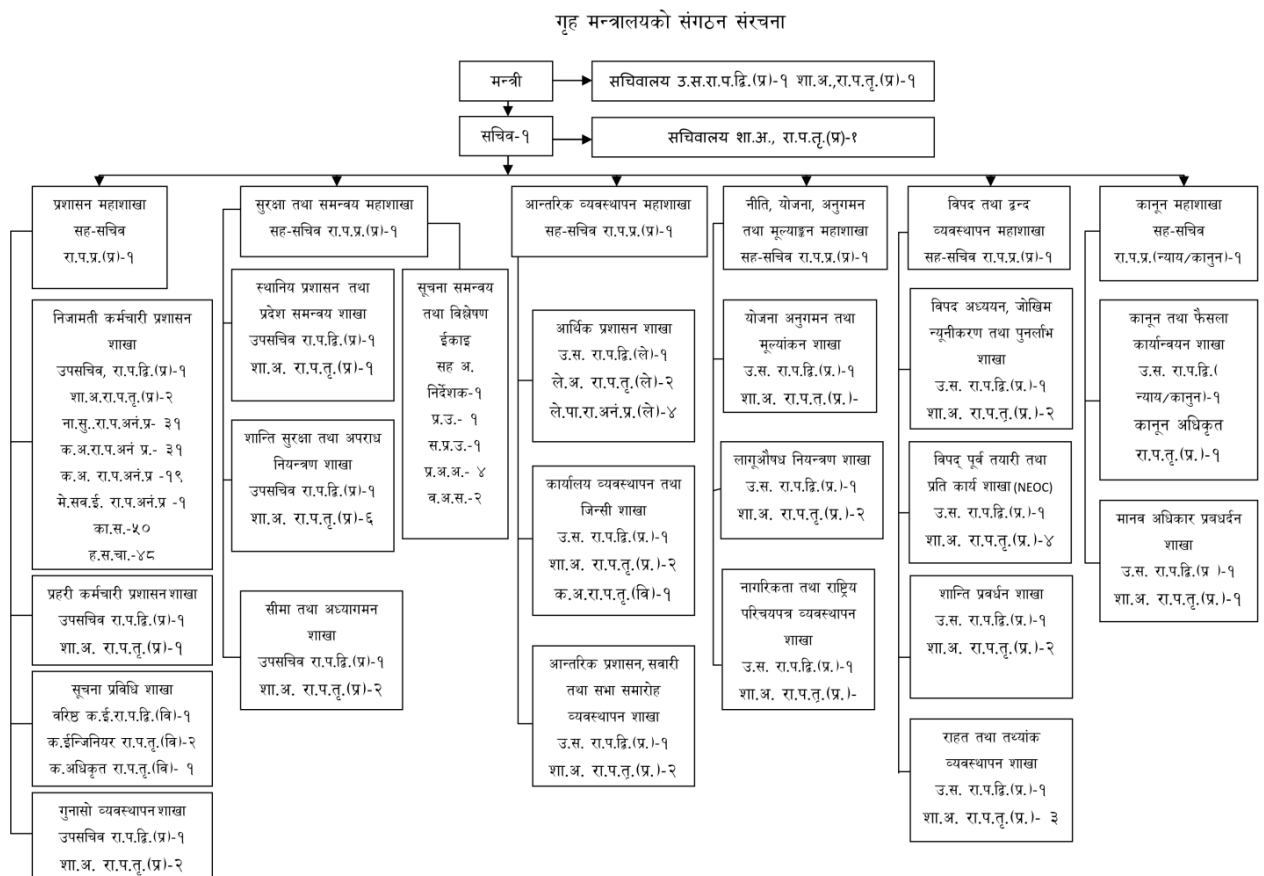 गृह मन्त्रालयको संगठन संरचना
मन्त्री
सचिवालय उ.स.रा.प.द्वि.(प्र)-१ शा.अ.,रा.प.तृ.(प्र)-१
सचिव-१
सचिवालय शा.अ., रा.प.तृ.(प्र)-१
प्रशासन महाशाखा
सह-सचिव
रा.प.प्र.(प्र)-१
निजामती कर्मचारी प्रशासन
शाखा
उपसचिव, रा.प.द्वि.(प्र)-१
शा.अ.रा.प.तृ.(प्र)-२
ना.सु..रा.प.अनं.प्र- ३१
क.अ.रा.प.अनं प्र.- ३१
क.अ. रा.प.अनं.प्र -१९
मे.सव.ई. रा.प.अनं.प्र -१
का.स.-५०
ह.स.चा.-४८
प्रहरी कर्मचारी प्रशासन शाखा
उपसचिव रा.प.द्वि.(प्र)-१
शा.अ. रा.प.तृ.(प्र)-१
सूचना प्रविधि शाखा
वरिष्ठ क.ई.रा.प.द्वि.(वि)-१
क.ईन्जिनियर रा.प.तृ.(वि)-२
क.अधिकृत रा.प.तृ.(वि)- १
गुनासो व्यवस्थापन शाखा
उपसचिव रा.प.द्वि.(प्र)-१
शा.अ. रा.प.तृ.(प्र)-२
सुरक्षा तथा समन्वय महाशाखा
सह-सचिव रा.प.प्र.(प्र)-१
स्थानिय प्रशासन तथा
प्रदेश समन्वय शाखा
उपसचिव रा.प.द्वि.(प्र)-१
शा.अ. रा.प.तृ.(प्र)-१
शान्ति सुरक्षा तथा अपराध
नियन्त्रण शाखा
उपसचिव रा.प.द्वि.(प्र)-१
शा.अ. रा.प.तृ.(प्र)-६
सीमा तथा अध्यागमन
शाखा
उपसचिव रा.प.द्वि.(प्र)-१
शा.अ. रा.प.तृ.(प्र)-२
सूचना समन्वय
तथा विश्लेषण
ईकाइ
सह अ.
निर्देशक-१
प्र.उ.- १
स.प्र.उ.-१
प्र.अ.अ.- ४
व.अ.स.-२
आन्तरिक व्यवस्थापन महाशाखा
सह-सचिव रा.प.प्र.(प्र)-१
आर्थिक प्रशासन शाखा
उ.स. रा.प.द्वि.(ले)-१
ले.अ. रा.प.तृ.(ले)-२
ले.पा.रा.अनं.प्र.(ले)-४
कार्यालय व्यवस्थापन तथा
जिन्सी शाखा
उ.स. रा.प.द्वि.(प्र.)-१
शा.अ. रा.प.तृ.(प्र.)-२
क.अ.रा.प.तृ.(वि)-१
आन्तरिक प्रशासन, सवारी
तथा सभा समारोह
व्यवस्थापन शाखा
उ.स. रा.प.द्वि.(प्र.)-१
शा.अ. रा.प.तृ.(प्र.)-२
नीति, योजना, अनुगमन
तथा मूल्याङ्कन महाशाखा
सह-सचिव रा.प.प्र.(प्र)-१
योजना अनुगमन तथा
मूल्यांकन शाखा
उ.स. रा.प.द्वि.(प्र.)-१
शा.अ. रा.प.तृ.(प्र.)-
लागूऔषध नियन्त्रण शाखा
उ.स. रा.प.द्वि.(प्र.)-१
शा.अ. रा.प.तृ.(प्र.)-२
नागरिकता तथा राष्ट्रिय
परिचयपत्र व्यवस्थापन
शाखा
उ.स. रा.प.द्वि.(प्र.)-१
शा.अ. रा.प.तृ.(प्र.)-
विपद तथा द्वन्द
व्यवस्थापन महाशाखा
सह-सचिव रा.प.प्र.(प्र)-१
विपद अध्ययन, जोखिम
न्यूनीकरण तथा पुनर्लाभ
शाखा
उ.स. रा.प.द्वि.(प्र.)-१
शा.अ. रा.प.तृ.(प्र.)-२
विपद् पूर्व तयारी तथा
प्रति कार्य शाखा (NEOC)
उ.स. रा.प.द्वि.(प्र.)-१
शा.अ. रा.प.तृ.(प्र.)-४
शान्ति प्रवर्धन शाखा
उ.स. रा.प.द्वि.(प्र.)-१
शा.अ. रा.प.तृ.(प्र.)-२
राहत तथा तथ्यांक
व्यवस्थापन शाखा
उ.स. रा.प.द्वि.(प्र.)-१
शा.अ. रा.प.तृ.(प्र.)- ३
कानून महाशाखा
सह-सचिव
रा.प.प्र.(न्याय/कानुन)-१
कानून तथा फैसला
कार्यान्वयन शाखा
उ.स. रा.प.द्वि.(
न्याय/कानुन)-१
कानून अधिकृत
रा.प.तृ.(प्र.)-१
मानव अधिकार प्रवधर्दन
शाखा
उ.स. रा.प.द्वि.(प्र )-१
शा.अ. रा.प.तृ.(प्र.)-१